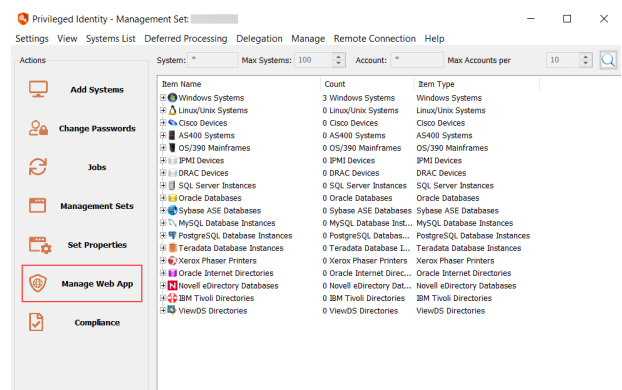 Privileged Identity - Management Set:
Settings View Systems List Deferred Processing Delegation Manage Remote Connection Help
Actions
System: * Max Systems: 100 Account: * Max Accounts per 10
Add Systems
Change Passwords
Jobs
Management Sets
Set Properties
Manage Web App
Compliance
Item Name Count Item Type
Windows Systems 3 Windows Systems Windows Systems
Linux/Unix Systems 0 Linux/Unix Systems Linux/Unix Systems
Cisco Devices 0 Cisco Devices Cisco Devices
AS400 Systems 0 AS400 Systems AS400 Systems
OS/390 Mainframes 0 OS/390 Mainframes OS/390 Mainframes
IPMI Devices 0 IPMI Devices IPMI Devices
DRAC Devices 0 DRAC Devices DRAC Devices
SQL Server Instances 0 SQL Server Instances SQL Server Instances
Oracle Databases 0 Oracle Databases Oracle Databases
Sybase ASE Databases 0 Sybase ASE Databases Sybase ASE Databases
MySQL Database Instances 0 MySQL Database Inst... MySQL Database Instances
PostgreSQL Database Instances 0 PostgreSQL Databas... PostgreSQL Database Instances
Teradata Database Instances 0 Teradata Database I... Teradata Database Instances
Xerox Phaser Printers 0 Xerox Phaser Printers Xerox Phaser Printers
Oracle Internet Directories 0 Oracle Internet Direc... Oracle Internet Directories
Novell eDirectory Databases 0 Novell eDirectory Dat... Novell eDirectory Databases
IBM Tivoli Directories 0 IBM Tivoli Directories IBM Tivoli Directories
ViewDS Directories 0 ViewDS Directories ViewDS Directories